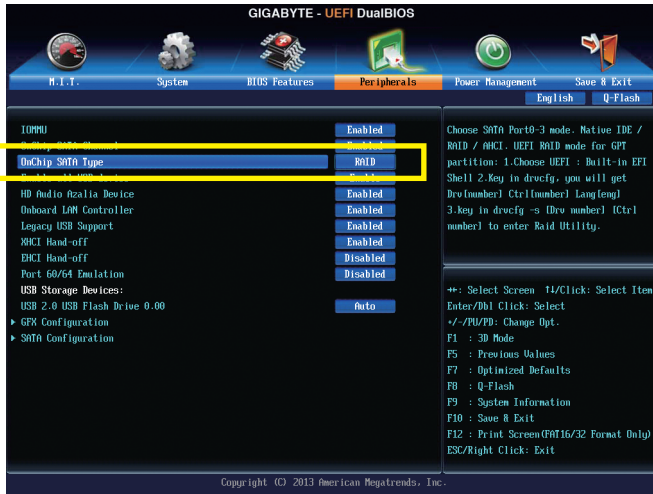 GIGABYTE - UEFI DualBIOS
M.I.T. System BIOS Features Peripherals Power Management Save & Exit
English Q-Flash
IOMMU Enabled
OnChip SATA Channel Enabled
OnChip SATA Type RAID
HD Audio Azalia Device Enabled
Onboard LAN Controller Enabled
Legacy USB Support Enabled
XHCI Hand-off Enabled
EHCI Hand-off Disabled
Port 60/64 Emulation Disabled
USB Storage Devices:
USB 2.0 USB Flash Drive 0.00 Auto
GFX Configuration
SATA Configuration
Choose SATA Port0-3 mode. Native IDE /
RAID / AHCI. UEFI RAID mode for GPT
partition: 1.Choose UEFI : Built-in EFI
Shell 2.Key in drvcfg, you will get
Drv[number] Ctrl[number] Lang[eng]
3.key in drvcfg -s [Drv number] [Ctrl
number] to enter Raid Utility.
→←: Select Screen ↑↓/Click: Select Item
Enter/Dbl Click: Select
+/-/PU/PD: Change Opt.
F1 : 3D Mode
F5 : Previous Values
F7 : Optimized Defaults
F8 : Q-Flash
F9 : System Information
F10 : Save & Exit
F12 : Print Screen(FAT16/32 Format Only)
ESC/Right Click: Exit
Copyright (C) 2013 American Megatrends, Inc.